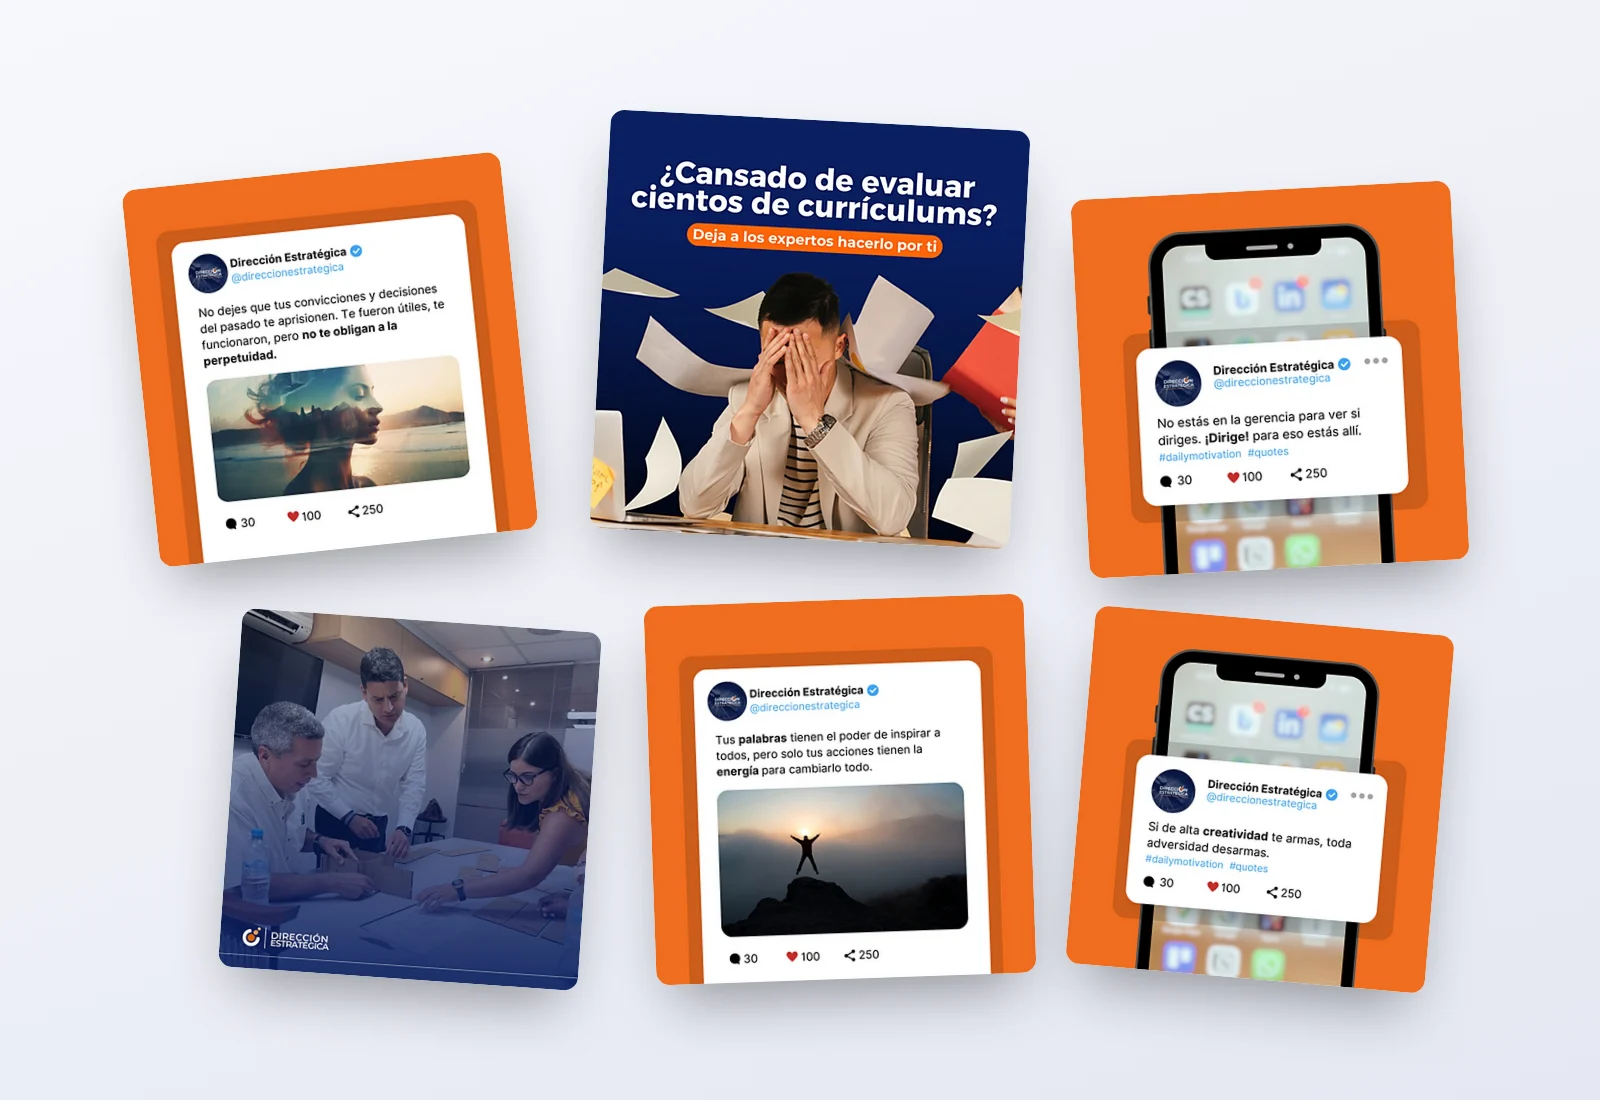 Dirección Estratégica
@direccionestrategica
No dejes que tus convicciones y decisiones
del pasado te aprisionen. Te fueron útiles, te
funcionaron, pero no te obligan a la
perpetuidad.
30 100 250
¿Cansado de evaluar
cientos de currículums?
Deja a los expertos hacerlo por ti
Dirección Estratégica
@direccionestrategica
No estás en la gerencia para ver si
diriges. ¡Dirige! para eso estás allí.
#dailymotivation #quotes
30 100 250
DIRECCIÓN
ESTRATÉGICA
Dirección Estratégica
@direccionestrategica
Tus palabras tienen el poder de inspirar a
todos, pero solo tus acciones tienen la
energía para cambiarlo todo.
30 100 250
Dirección Estratégica
@direccionestrategica
Si de alta creatividad te armas, toda
adversidad desarmas.
#dailymotivation #quotes
30 100 250